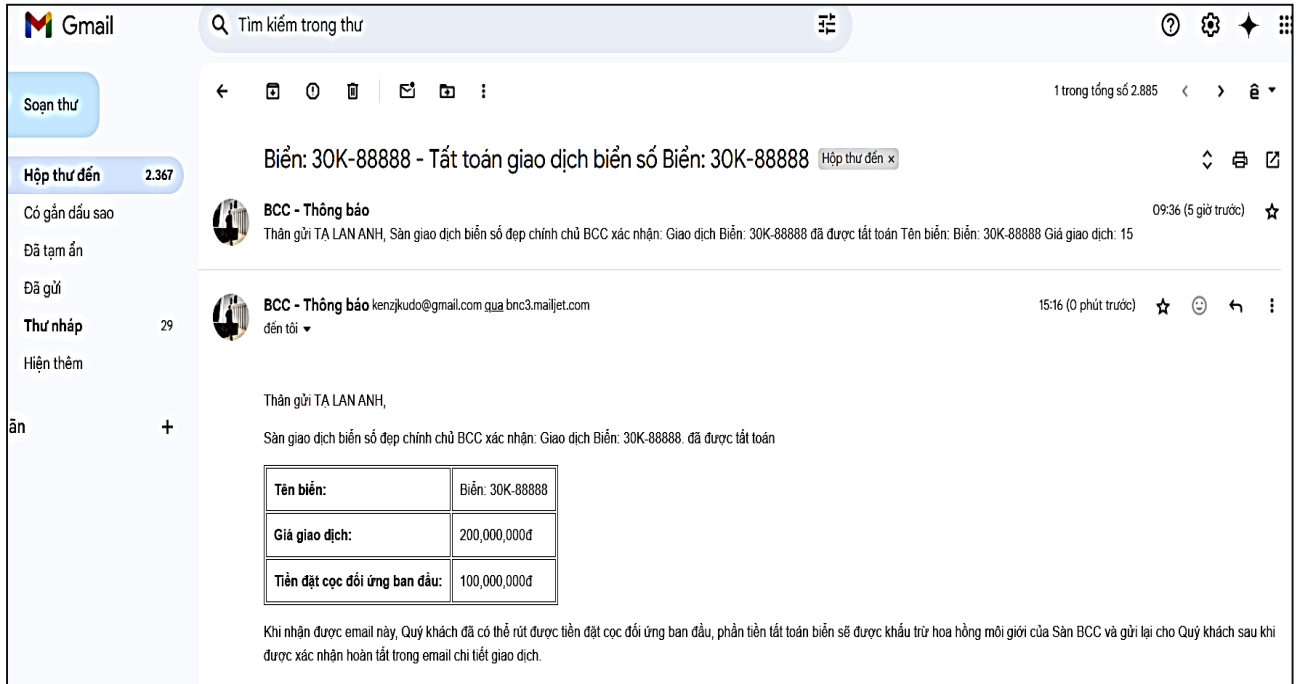 Gmail
Tìm kiếm trong thư
Soạn thư
1 trong tổng số 2.885
Hộp thư đến 2.367
Có gắn dấu sao
Đã tạm ẩn
Đã gửi
Thư nháp 29
Hiện thêm
ãn +
Biển: 30K-88888 - Tất toán giao dịch biển số Biển: 30K-88888 Hộp thư đến x
BCC - Thông báo 09:36 (5 giờ trước)
Thân gửi TẠ LAN ANH, Sàn giao dịch biển số đẹp chính chủ BCC xác nhận: Giao dịch Biển: 30K-88888 đã được tất toán Tên biển: Biển: 30K-88888 Giá giao dịch: 15
BCC - Thông báo kenzjkudo@gmail.com qua bnc3.mailjet.com 15:16 (0 phút trước)
đến tôi
Thân gửi TẠ LAN ANH,
Sàn giao dịch biển số đẹp chính chủ BCC xác nhận: Giao dịch Biển: 30K-88888. đã được tất toán
Tên biển: Biển: 30K-88888
Giá giao dịch: 200,000,000đ
Tiền đặt cọc đối ứng ban đầu: 100,000,000đ
Khi nhận được email này, Quý khách đã có thể rút được tiền đặt cọc đối ứng ban đầu, phần tiền tất toán biển sẽ được khấu trừ hoa hồng môi giới của Sàn BCC và gửi lại cho Quý khách sau khi
được xác nhận hoàn tất trong email chi tiết giao dịch.